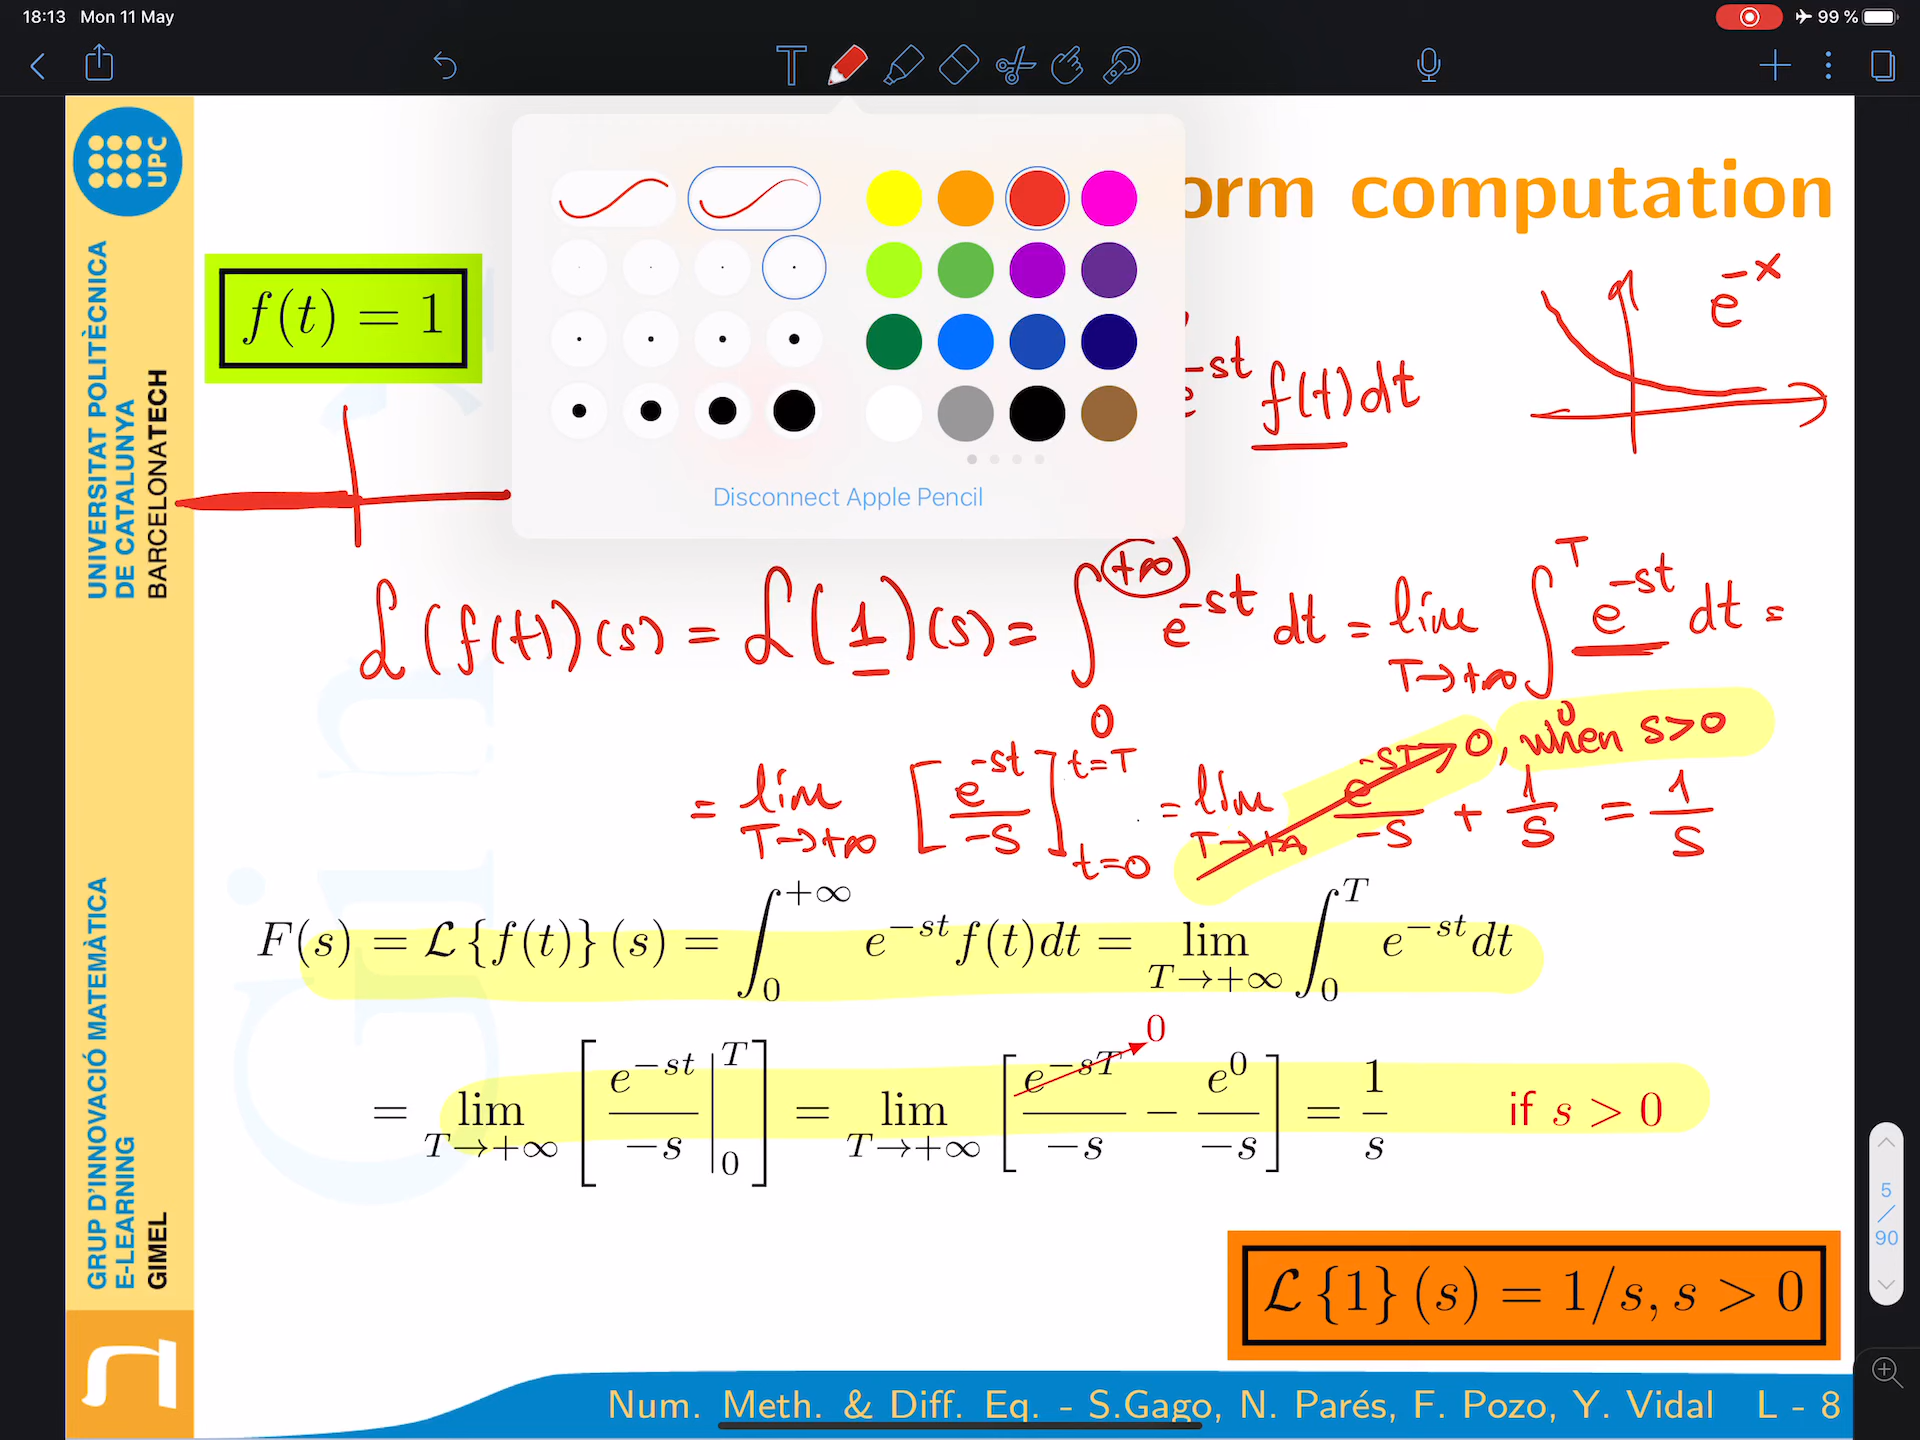 18:13 Mon 11 May
99 %
UPC
UNIVERSITAT POLITÈCNICA
DE CATALUNYA
BARCELONATECH
GRUP D'INNOVACIÓ MATEMÀTICA
E-LEARNING
GIMEL
orm computation
f(t) = 1
Disconnect Apple Pencil
e^{-st} f(t)dt
e^{-x}
ℒ(f(t))(s) = ℒ(1)(s) = ∫_0^{+∞} e^{-st} dt = lim_{T→+∞} ∫_0^T e^{-st} dt =
= lim_{T→+∞} [e^{-st}/-s]_{t=0}^{t=T} = lim_{T→+∞} e^{-sT}/-s + 1/s = 1/s
0, when s>0
F(s) = ℒ{f(t)}(s) = ∫_0^{+∞} e^{-st} f(t)dt = lim_{T→+∞} ∫_0^T e^{-st}dt
= lim_{T→+∞} [e^{-st}/-s |_0^T] = lim_{T→+∞} [e^{-sT}/-s − e^0/-s] = 1/s if s > 0
0
ℒ{1}(s) = 1/s, s > 0
5
/
90
Num. Meth. & Diff. Eq. - S.Gago, N. Parés, F. Pozo, Y. Vidal L - 8